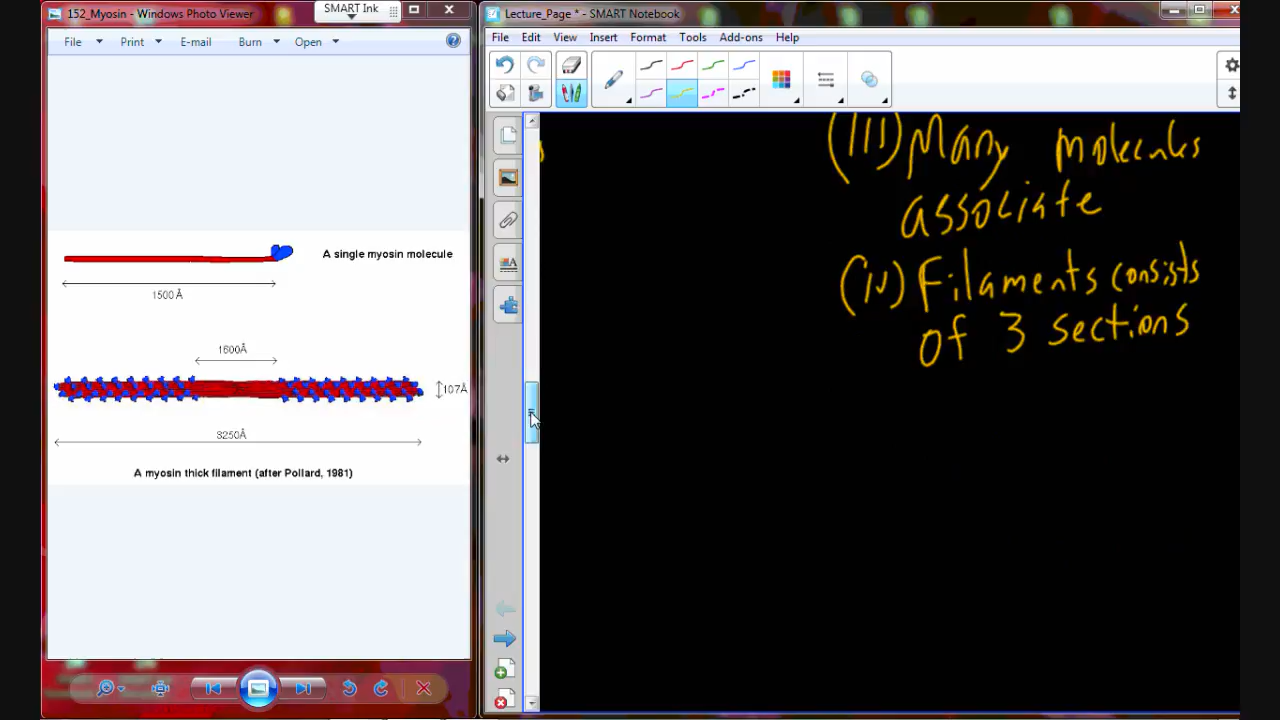 152_Myosin - Windows Photo Viewer
SMART Ink
File Print E-mail Burn Open
A single myosin molecule
1500Å
1600Å
107Å
3250Å
A myosin thick filament (after Pollard, 1981)
Lecture_Page * - SMART Notebook
File Edit View Insert Format Tools Add-ons Help
(III) Many molecules
associate
(IV) Filaments consists
of 3 sections